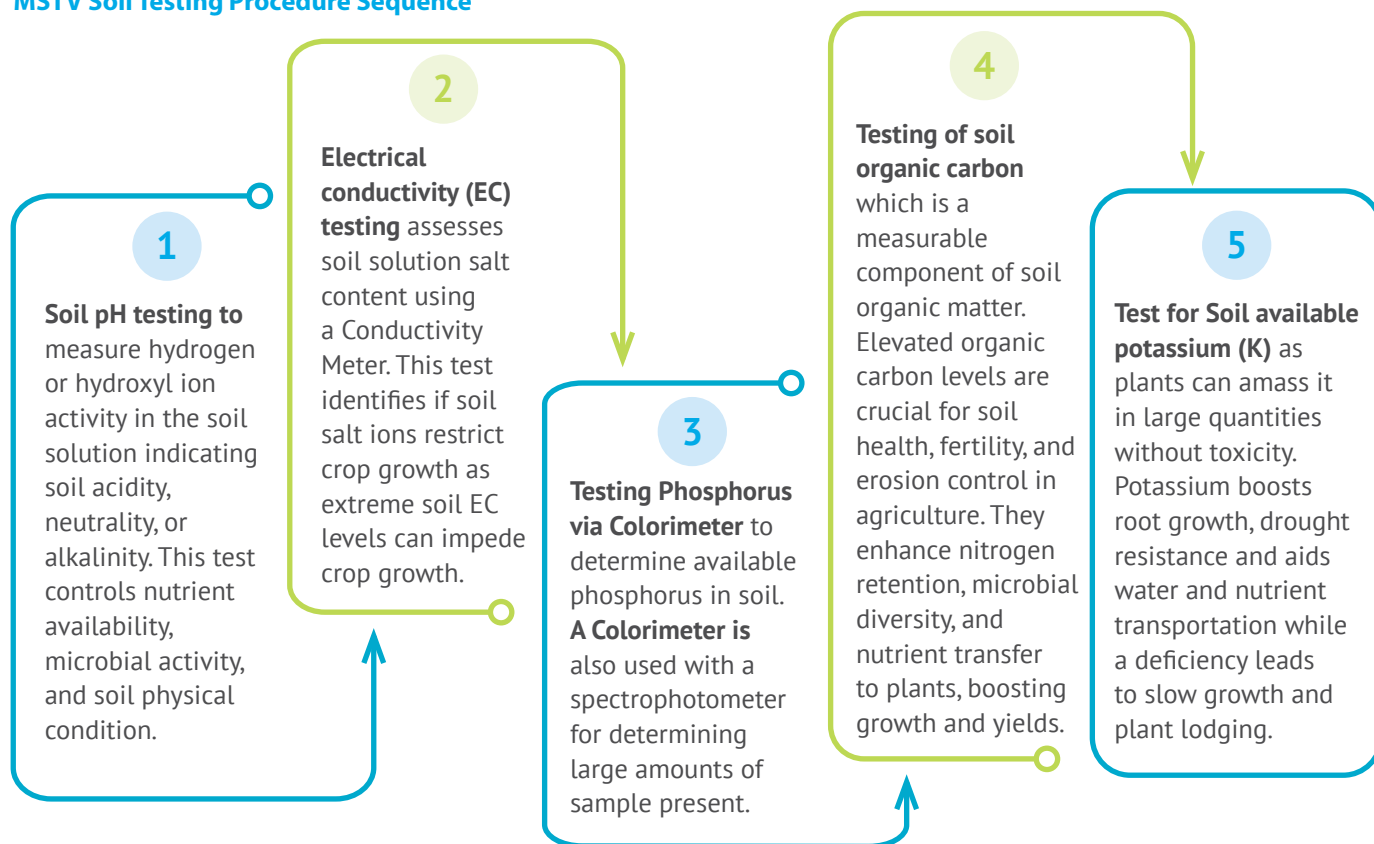 MSTV Soil Testing Procedure Sequence
1
Soil pH testing to
measure hydrogen
or hydroxyl ion
activity in the soil
solution indicating
soil acidity,
neutrality, or
alkalinity. This test
controls nutrient
availability,
microbial activity,
and soil physical
condition.
2
Electrical
conductivity (EC)
testing assesses
soil solution salt
content using
a Conductivity
Meter. This test
identifies if soil
salt ions restrict
crop growth as
extreme soil EC
levels can impede
crop growth.
3
Testing Phosphorus
via Colorimeter to
determine available
phosphorus in soil.
A Colorimeter is
also used with a
spectrophotometer
for determining
large amounts of
sample present.
4
Testing of soil
organic carbon
which is a
measurable
component of soil
organic matter.
Elevated organic
carbon levels are
crucial for soil
health, fertility, and
erosion control in
agriculture. They
enhance nitrogen
retention, microbial
diversity, and
nutrient transfer
to plants, boosting
growth and yields.
5
Test for Soil available
potassium (K) as
plants can amass it
in large quantities
without toxicity.
Potassium boosts
root growth, drought
resistance and aids
water and nutrient
transportation while
a deficiency leads
to slow growth and
plant lodging.